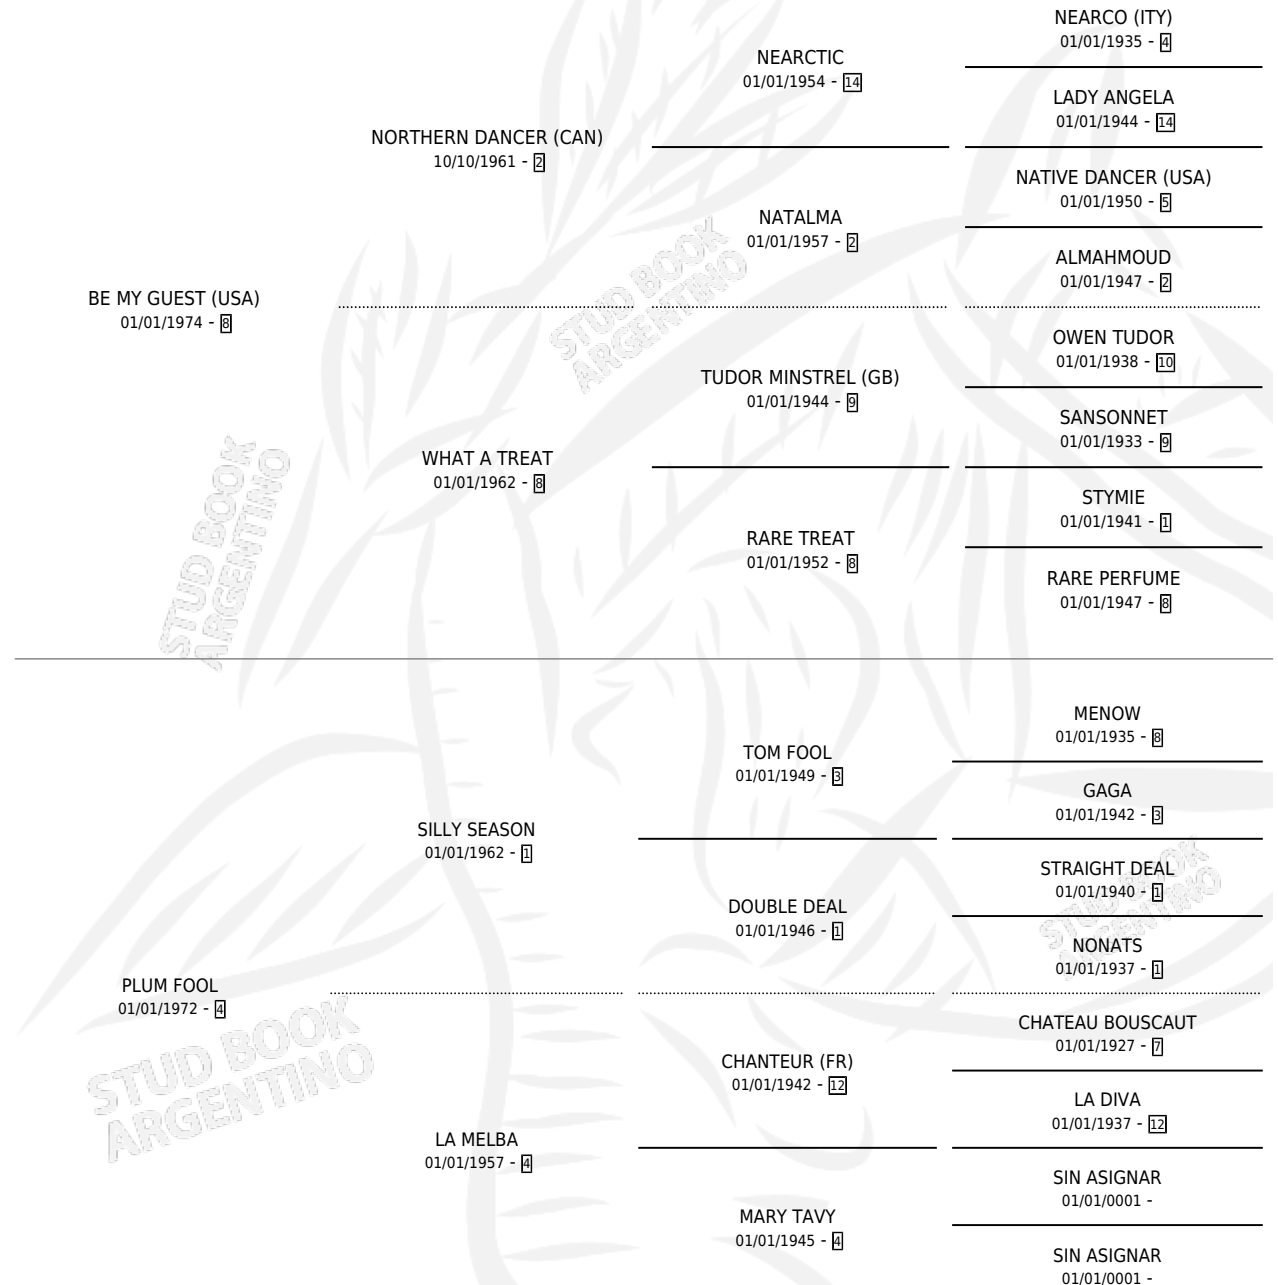 NEARCO (ITY)
01/01/1935 - 4
NEARCTIC
01/01/1954 - 14
LADY ANGELA
01/01/1944 - 14
NORTHERN DANCER (CAN)
10/10/1961 - 2
NATIVE DANCER (USA)
01/01/1950 - 5
NATALMA
01/01/1957 - 2
ALMAHMOUD
01/01/1947 - 2
BE MY GUEST (USA)
01/01/1974 - 8
STUD BOOK
ARGENTINO
OWEN TUDOR
01/01/1938 - 10
TUDOR MINSTREL (GB)
01/01/1944 - 9
SANSONNET
01/01/1933 - 9
WHAT A TREAT
01/01/1962 - 8
STYMIE
01/01/1941 - 1
RARE TREAT
01/01/1952 - 8
RARE PERFUME
01/01/1947 - 8
STUD BOOK
ARGENTINO
MENOW
01/01/1935 - 8
TOM FOOL
01/01/1949 - 3
GAGA
01/01/1942 - 3
SILLY SEASON
01/01/1962 - 1
STRAIGHT DEAL
01/01/1940 - 1
DOUBLE DEAL
01/01/1946 - 1
NONATS
01/01/1937 - 1
STUD BOOK
ARGENTINO
PLUM FOOL
01/01/1972 - 4
CHATEAU BOUSCAUT
01/01/1927 - 7
CHANTEUR (FR)
01/01/1942 - 12
LA DIVA
01/01/1937 - 12
STUD BOOK
ARGENTINO
LA MELBA
01/01/1957 - 4
SIN ASIGNAR
01/01/0001 -
MARY TAVY
01/01/1945 - 4
SIN ASIGNAR
01/01/0001 -